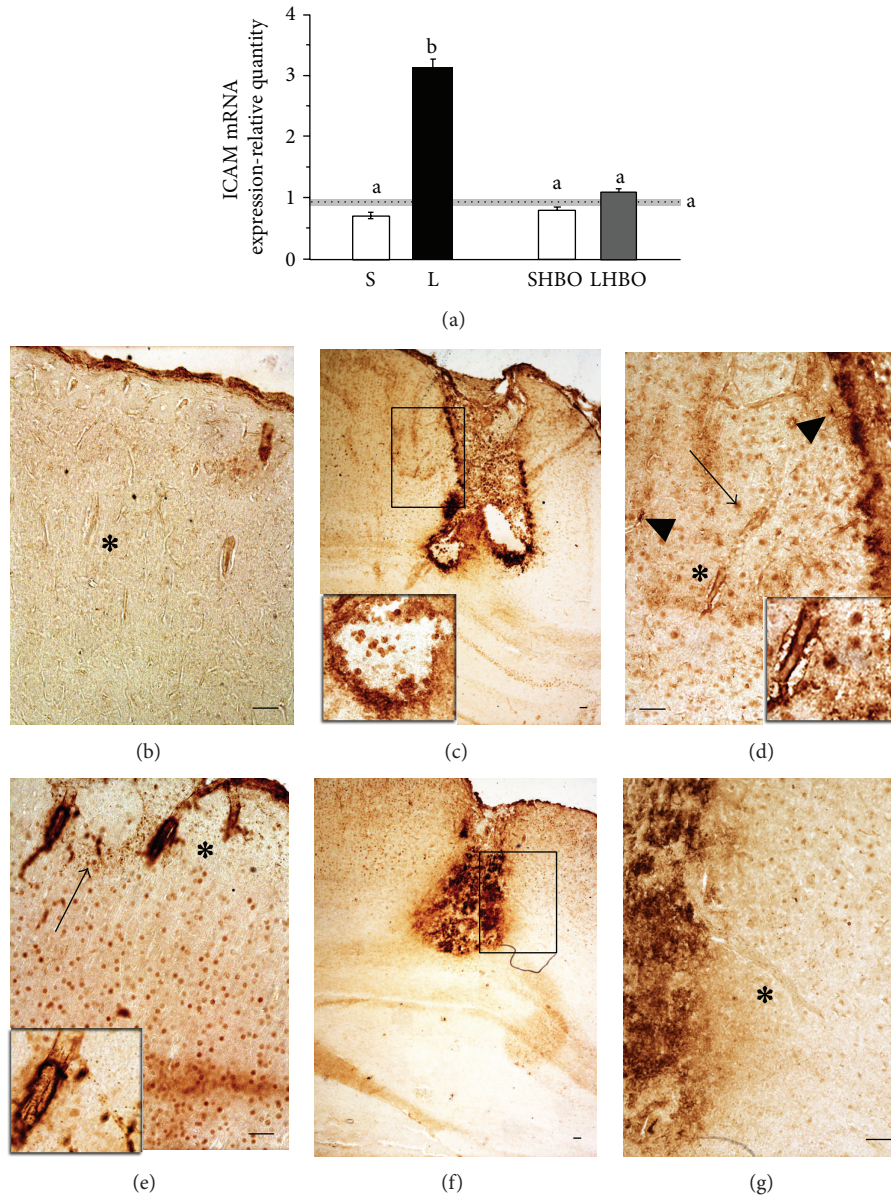 4
3
2
1
0
ICAM mRNA
expression-relative quantity
a
b
a
a
a
S L SHBO LHBO
(a)
*
*
(b) (c) (d)
*
*
(e) (f) (g)